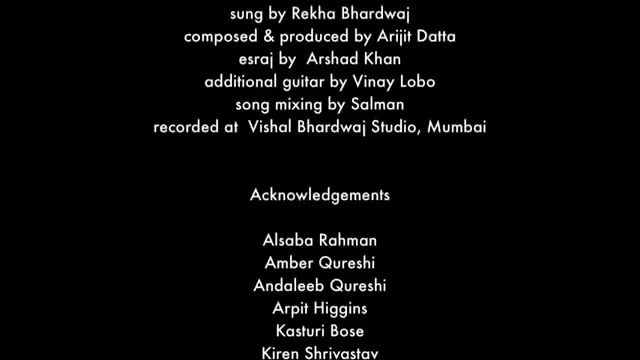 sung by Rekha Bhardwaj
composed & produced by Arijit Datta
esraj by Arshad Khan
additional guitar by Vinay Lobo
song mixing by Salman
recorded at Vishal Bhardwaj Studio, Mumbai
Acknowledgements
Alsaba Rahman
Amber Qureshi
Andaleeb Qureshi
Arpit Higgins
Kasturi Bose
Kiren Shrivastav